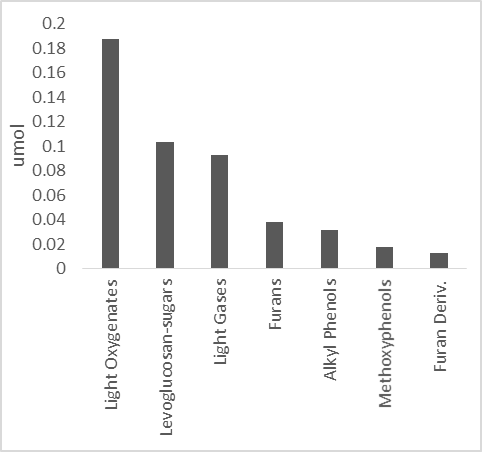 0.2
0.18
0.16
0.14
0.12
0.1
0.08
0.06
0.04
0.02
0
umol
Light Oxygenates
Levoglucosan-sugars
Light Gases
Furans
Alkyl Phenols
Methoxyphenols
Furan Deriv.